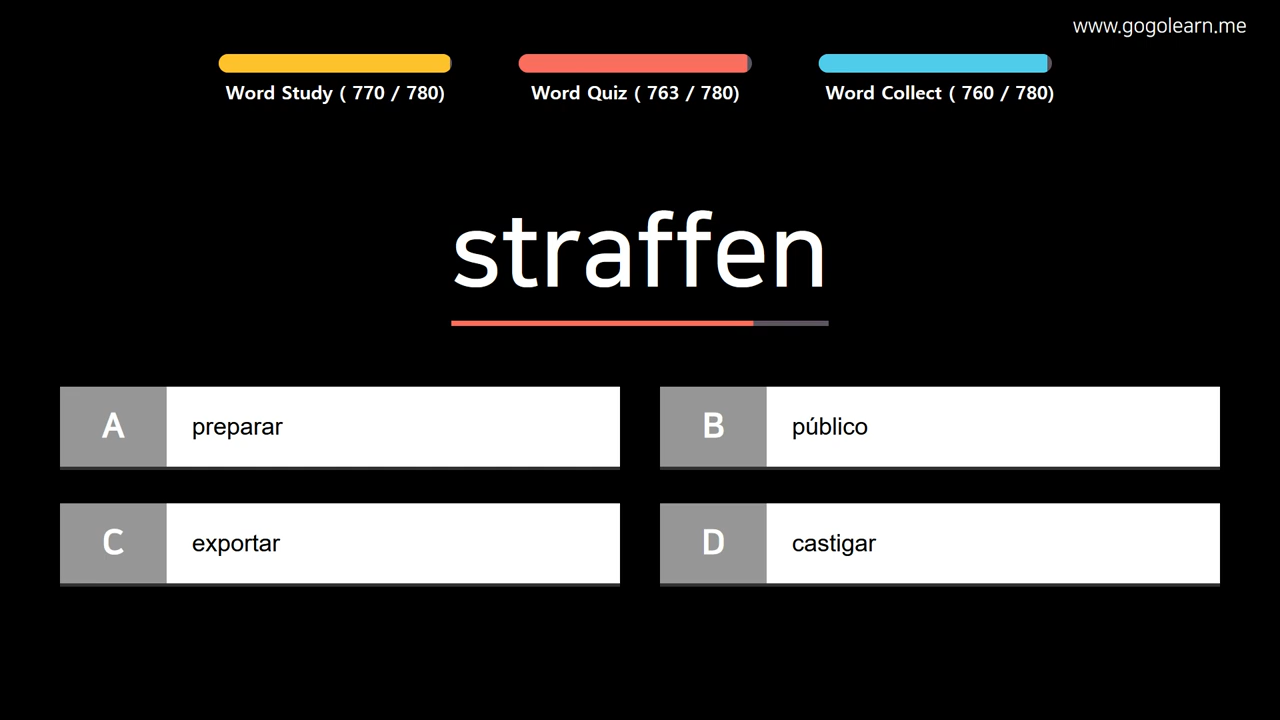 www.gogolearn.me
Word Study ( 770 / 780)
Word Quiz ( 763 / 780)
Word Collect ( 760 / 780)
straffen
A preparar
B público
C exportar
D castigar